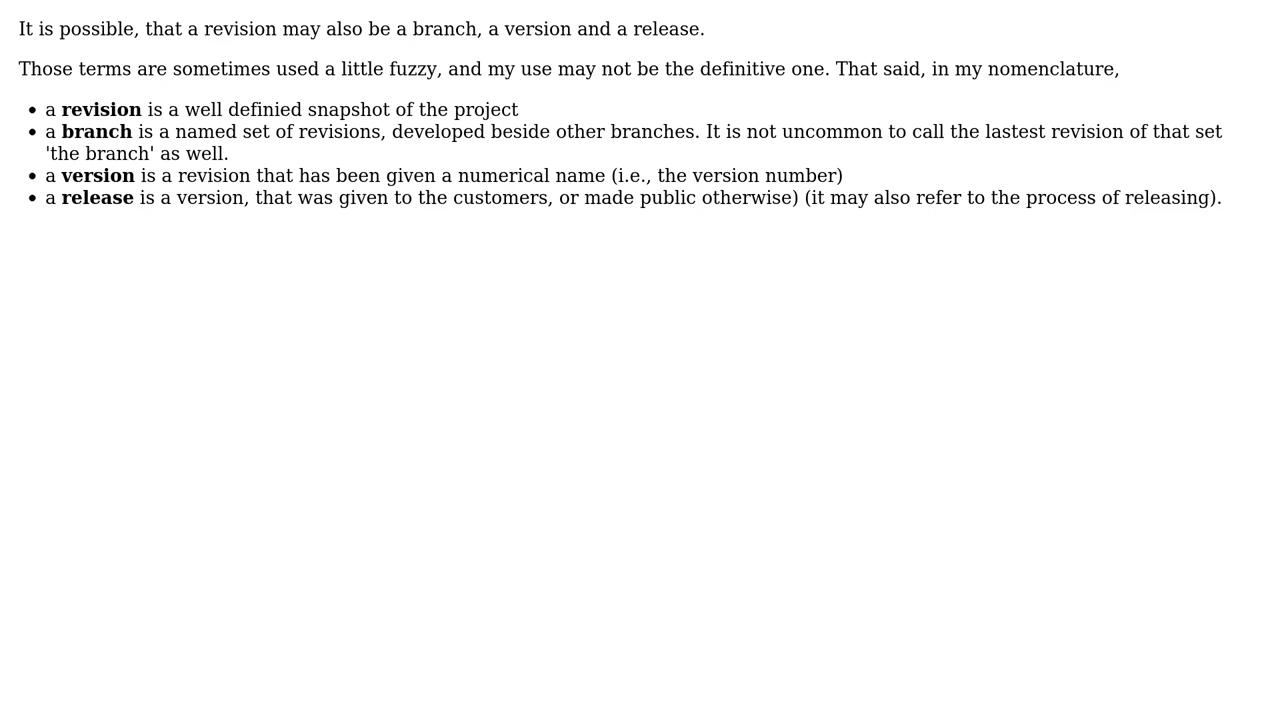 It is possible, that a revision may also be a branch, a version and a release.
Those terms are sometimes used a little fuzzy, and my use may not be the definitive one. That said, in my nomenclature,
• a revision is a well definied snapshot of the project
• a branch is a named set of revisions, developed beside other branches. It is not uncommon to call the lastest revision of that set
'the branch' as well.
• a version is a revision that has been given a numerical name (i.e., the version number)
• a release is a version, that was given to the customers, or made public otherwise) (it may also refer to the process of releasing).